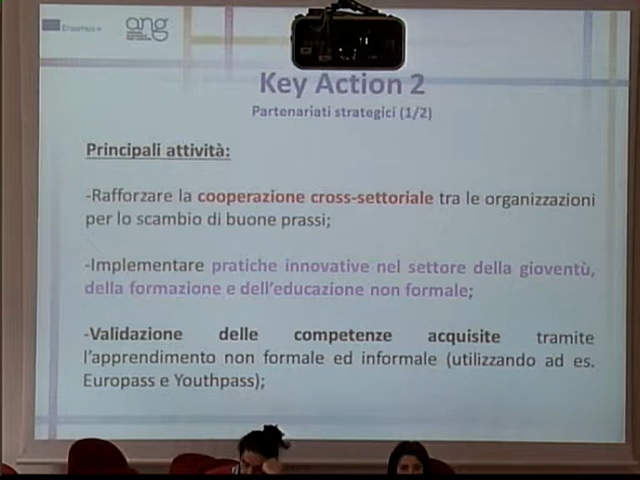 Erasmus+
ang
Key Action 2
Partenariati strategici (1/2)
Principali attività:
-Rafforzare la cooperazione cross-settoriale tra le organizzazioni
per lo scambio di buone prassi;
-Implementare pratiche innovative nel settore della gioventù,
della formazione e dell'educazione non formale;
-Validazione delle competenze acquisite tramite
l'apprendimento non formale ed informale (utilizzando ad es.
Europass e Youthpass);